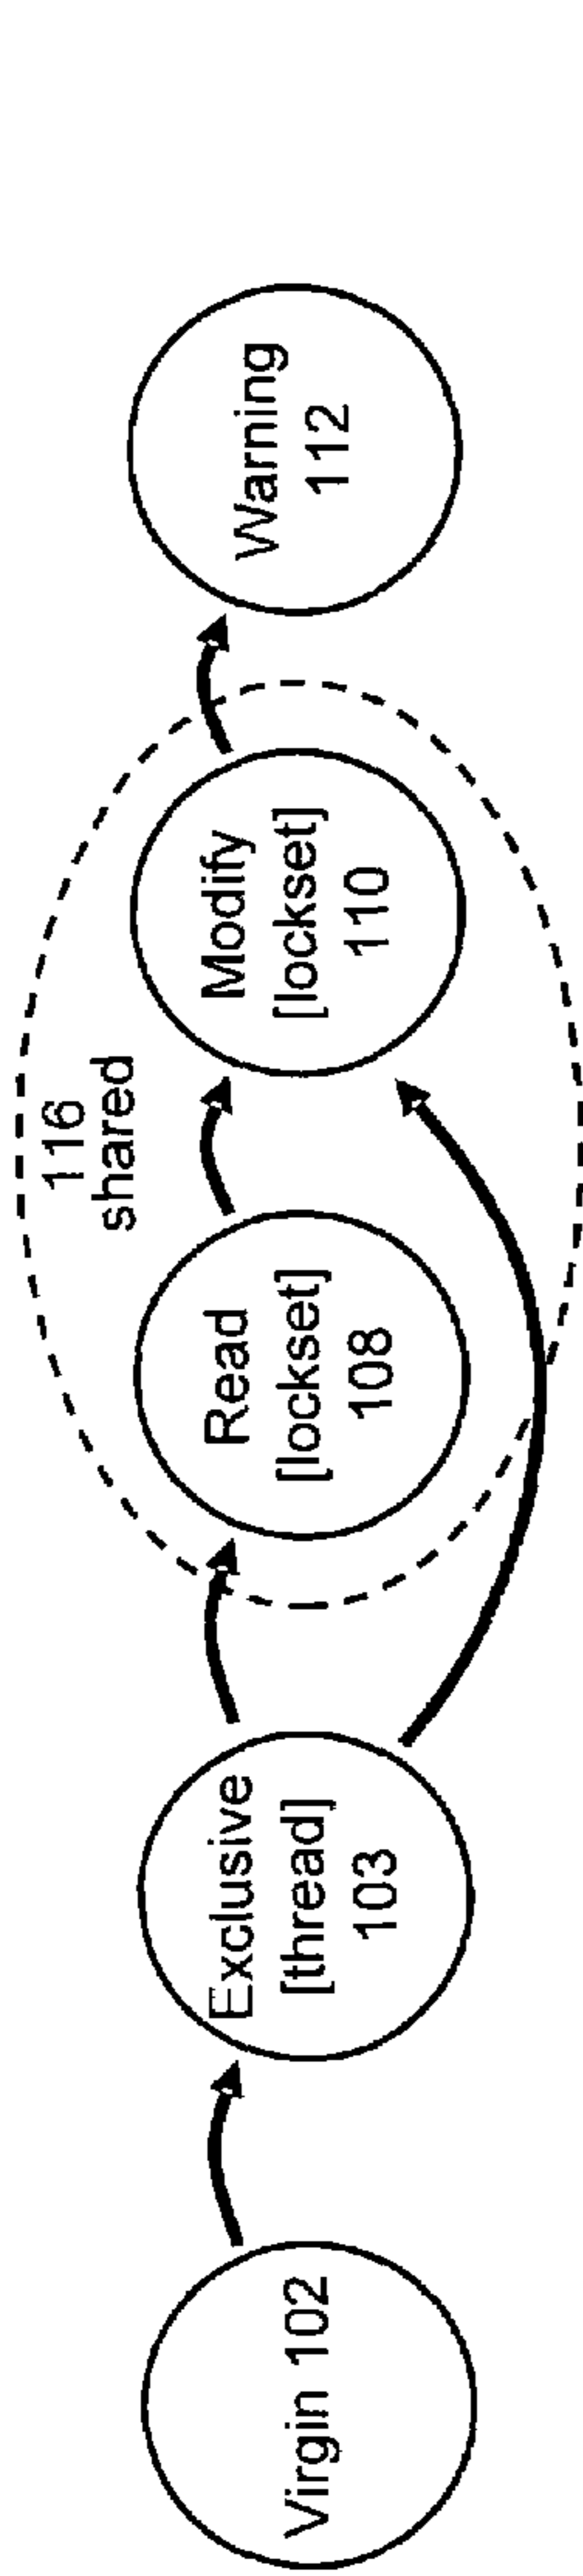 Virgin 102
Exclusive
[thread]
103
116
shared
Read
[lockset]
108
Modify
[lockset]
110
Warning
112